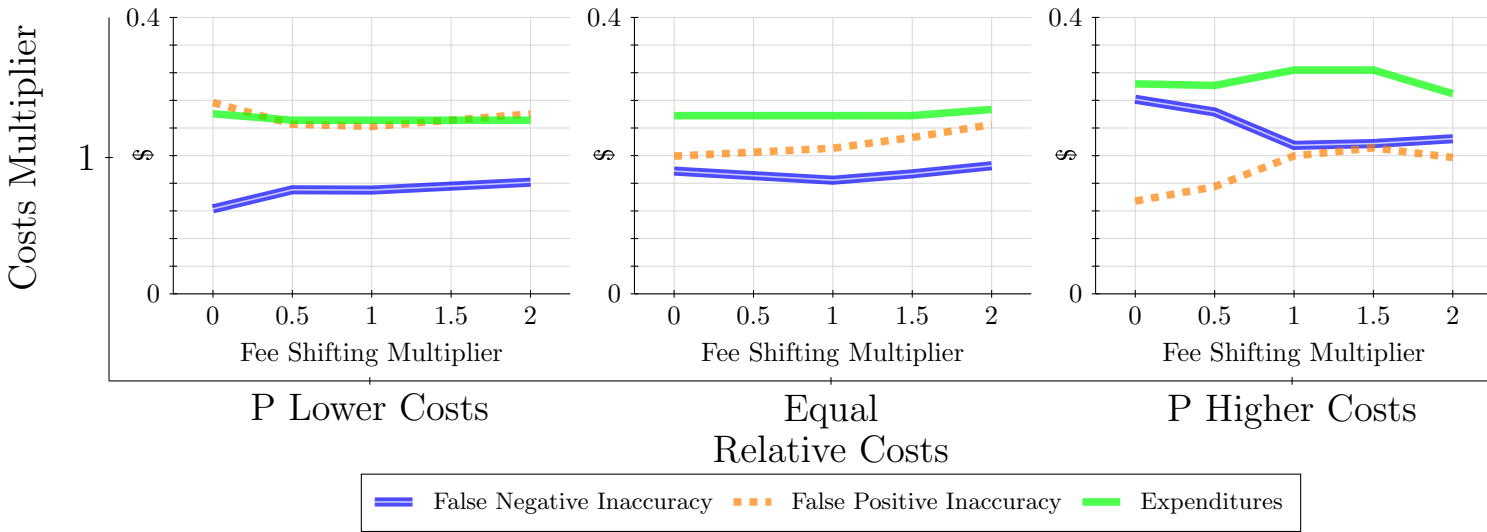 Costs Multiplier
1
0.4
$
0
0 0.5 1 1.5 2
Fee Shifting Multiplier
P Lower Costs
0.4
$
0
0 0.5 1 1.5 2
Fee Shifting Multiplier
Equal
0.4
$
0
0 0.5 1 1.5 2
Fee Shifting Multiplier
P Higher Costs
Relative Costs
False Negative Inaccuracy False Positive Inaccuracy Expenditures